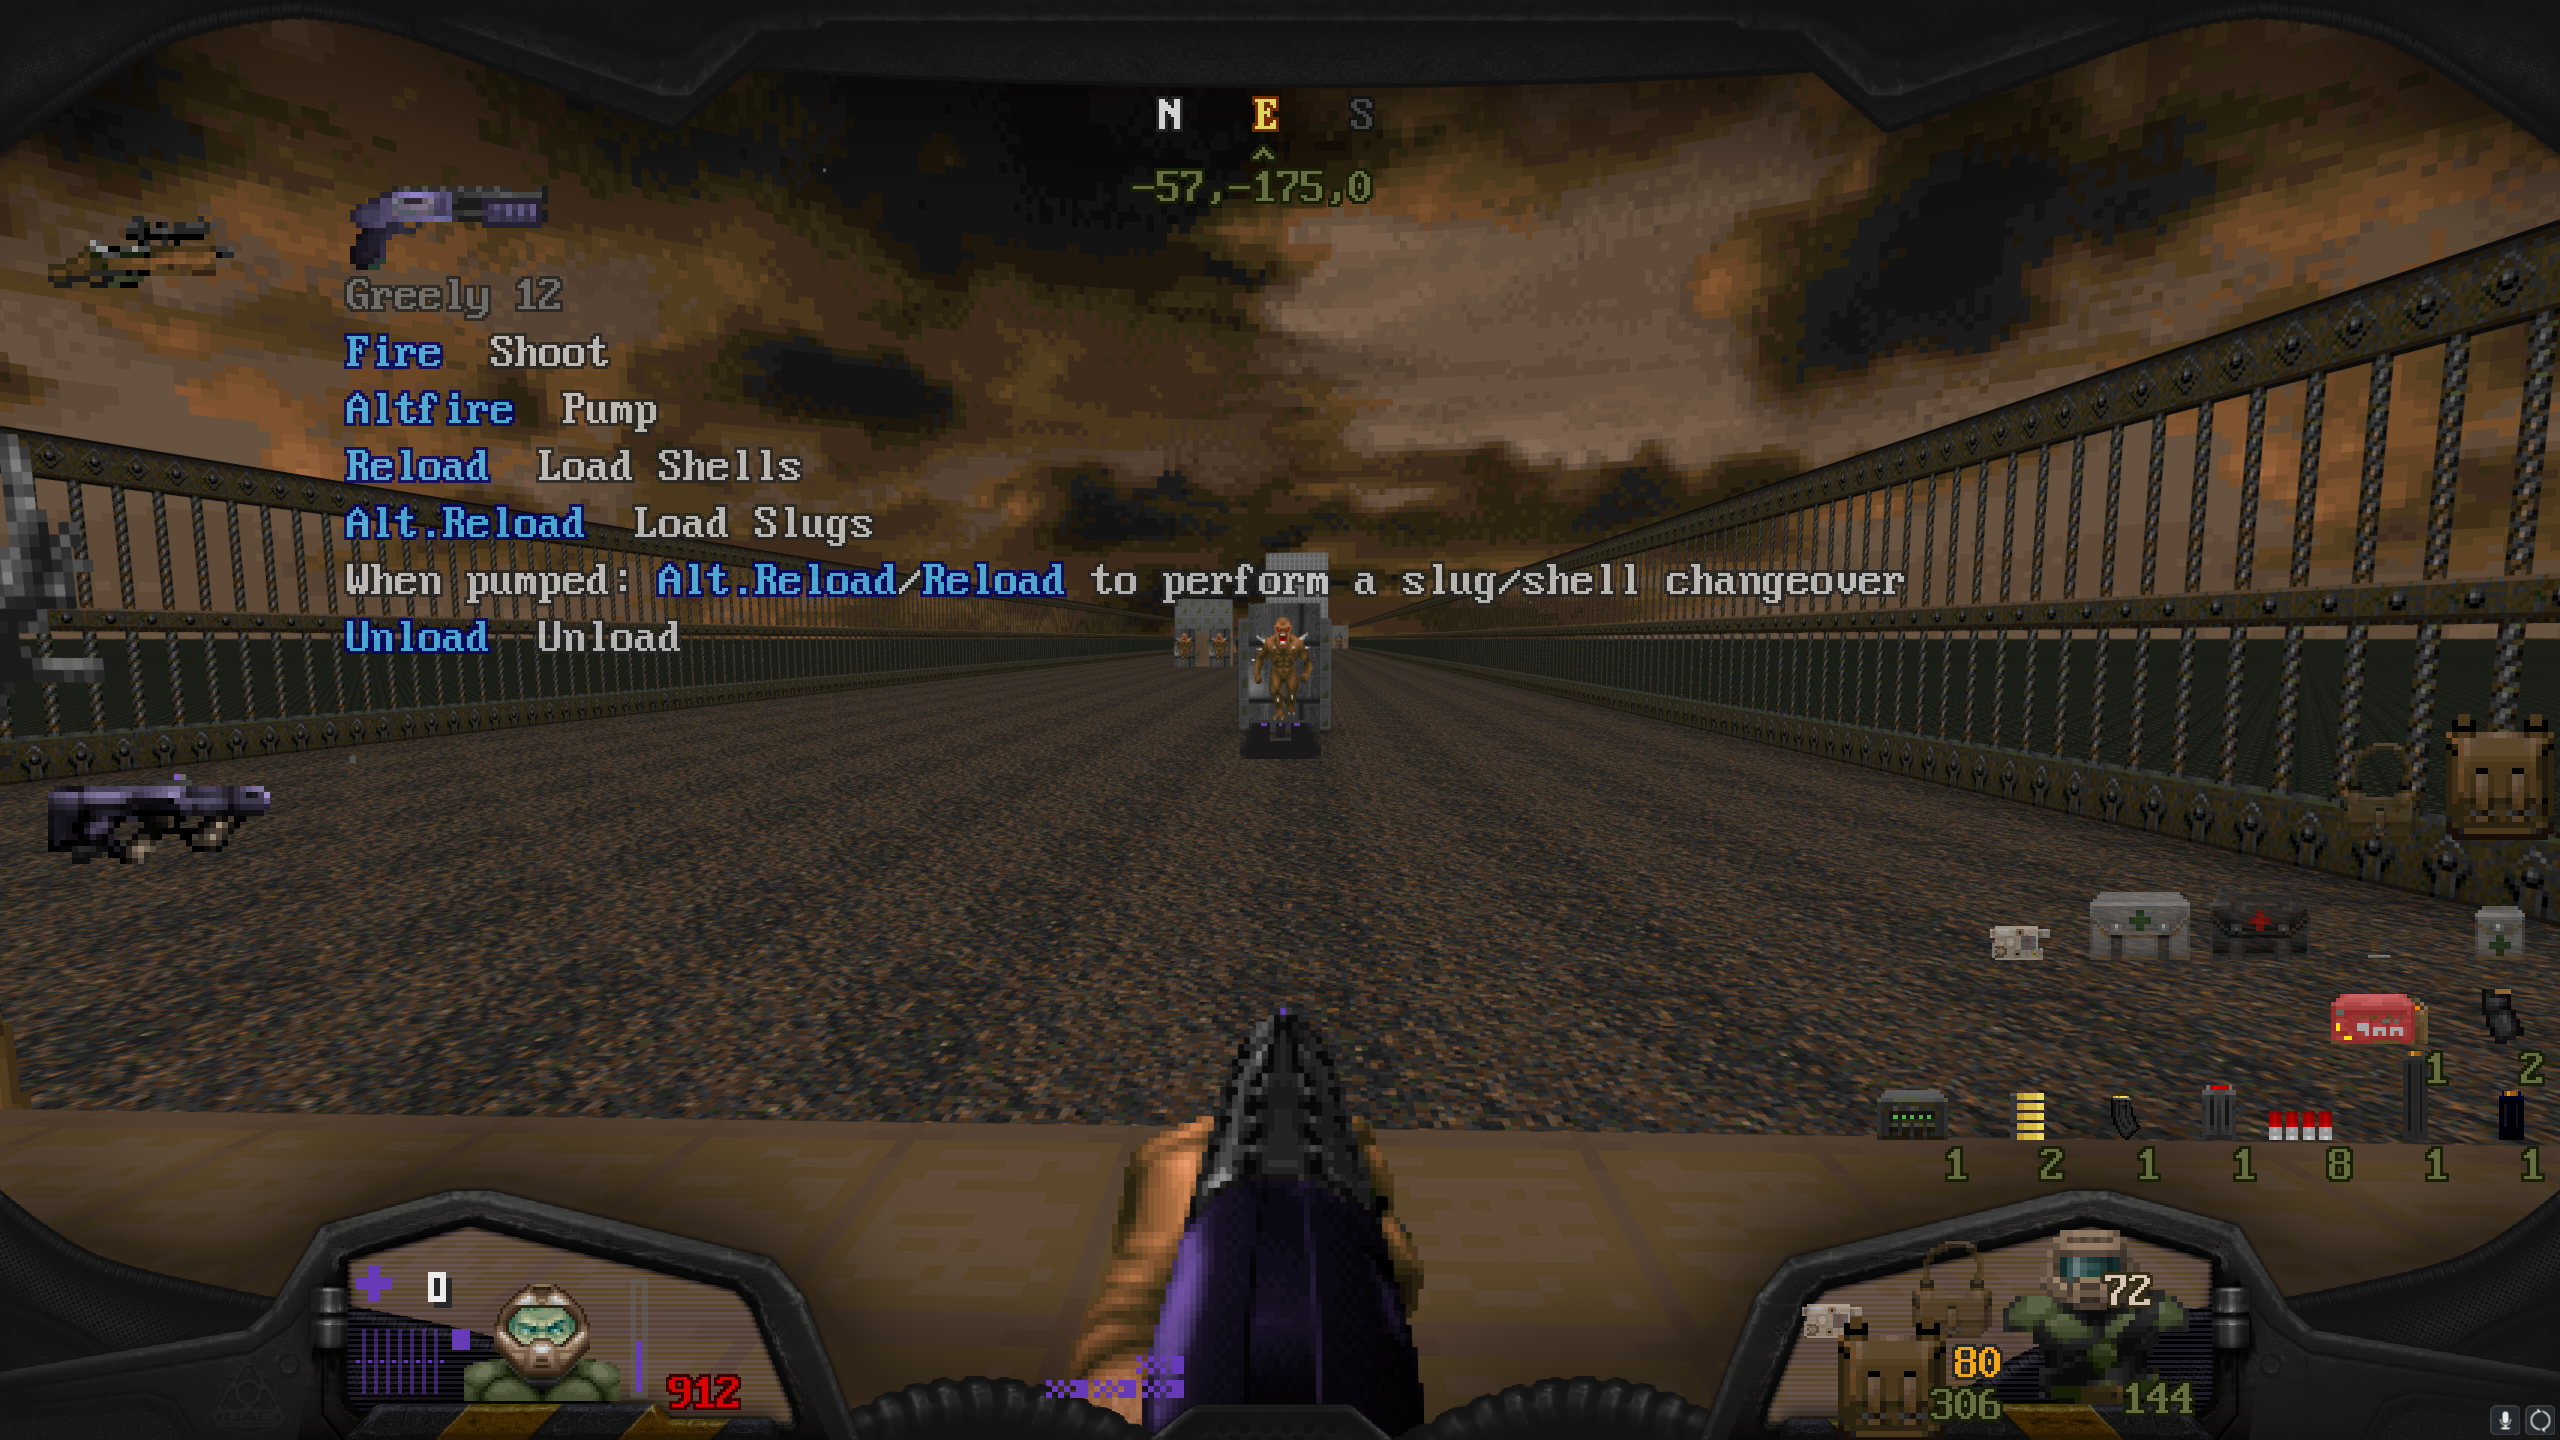 N E S
^
-57,-175,0
Greely 12
Fire Shoot
Altfire Pump
Reload Load Shells
Alt.Reload Load Slugs
When pumped: Alt.Reload/Reload to perform a slug/shell changeover
Unload Unload
1 2
1 2 1 1 8 1 1
0
912
72
80
306
144